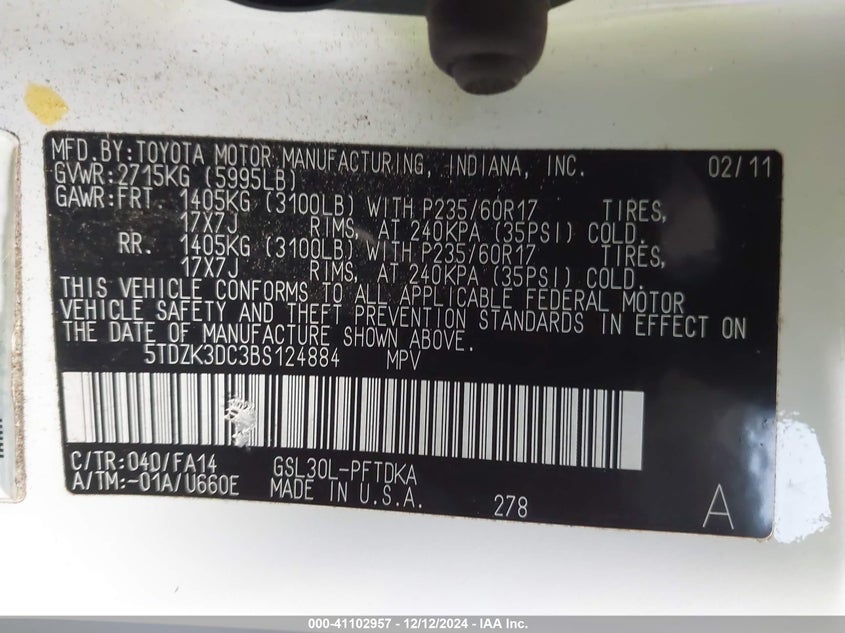 MFD.BY:TOYOTA MOTOR MANUFACTURING, INDIANA, INC. 02/11
GVWR:2715KG (5995LB)
GAWR:FRT. 1405KG (3100LB) WITH P235/60R17 TIRES,
17X7J RIMS, AT 240KPA (35PSI) COLD.
RR. 1405KG (3100LB) WITH P235/60R17 TIRES,
17X7J RIMS, AT 240KPA (35PSI) COLD.
THIS VEHICLE CONFORMS TO ALL APPLICABLE FEDERAL MOTOR
VEHICLE SAFETY AND THEFT PREVENTION STANDARDS IN EFFECT ON
THE DATE OF MANUFACTURE SHOWN ABOVE.
5TDZK3DC3BS124884 MPV
C/TR:040/FA14 GSL30L-PFTDKA
A/TM:-01A/U660E MADE IN U.S.A. 278 A
000-41102957 - 12/12/2024 - IAA Inc.